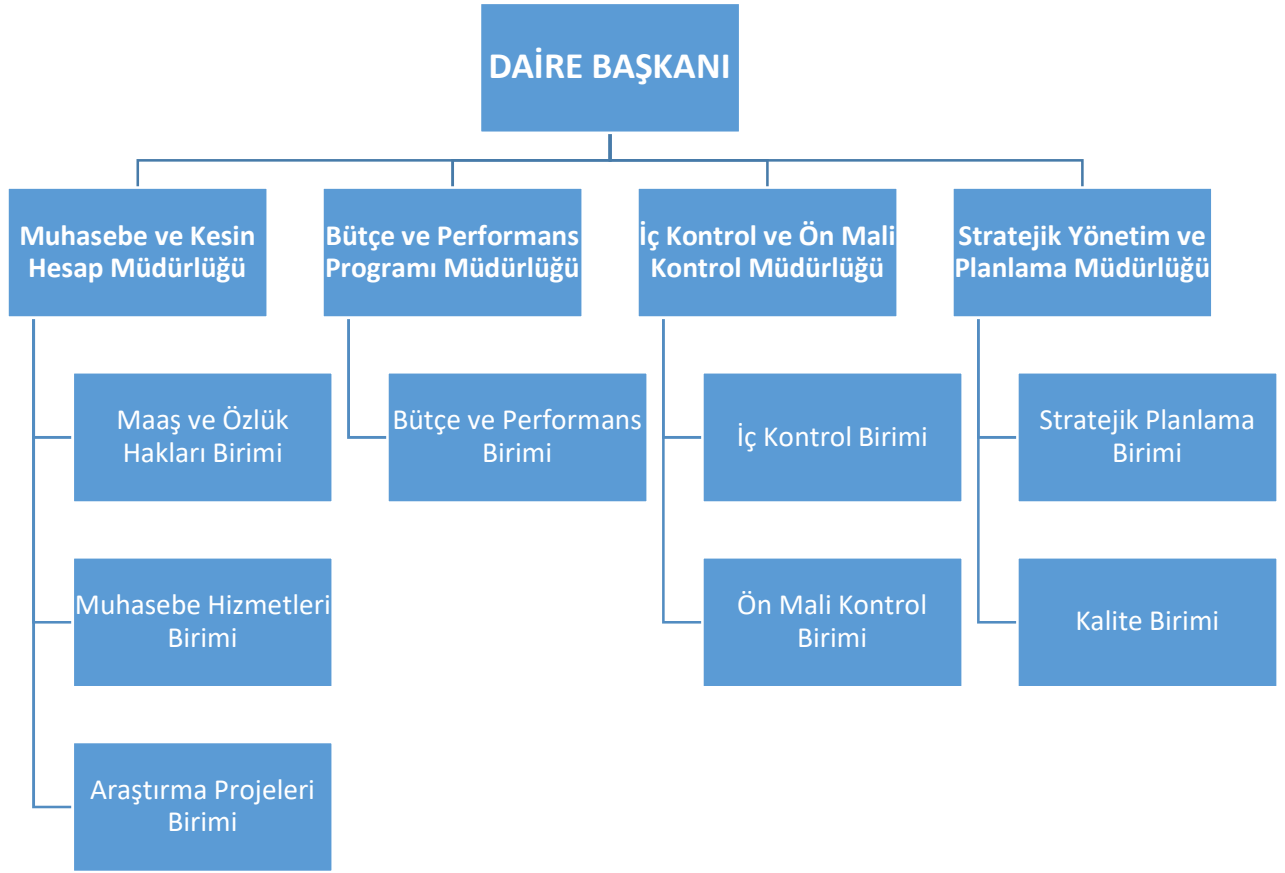 DAİRE BAŞKANI
Muhasebe ve Kesin
Hesap Müdürlüğü
Bütçe ve Performans
Programı Müdürlüğü
İç Kontrol ve Ön Mali
Kontrol Müdürlüğü
Stratejik Yönetim ve
Planlama Müdürlüğü
Maaş ve Özlük
Hakları Birimi
Bütçe ve Performans
Birimi
İç Kontrol Birimi
Stratejik Planlama
Birimi
Muhasebe Hizmetleri
Birimi
Ön Mali Kontrol
Birimi
Kalite Birimi
Araştırma Projeleri
Birimi